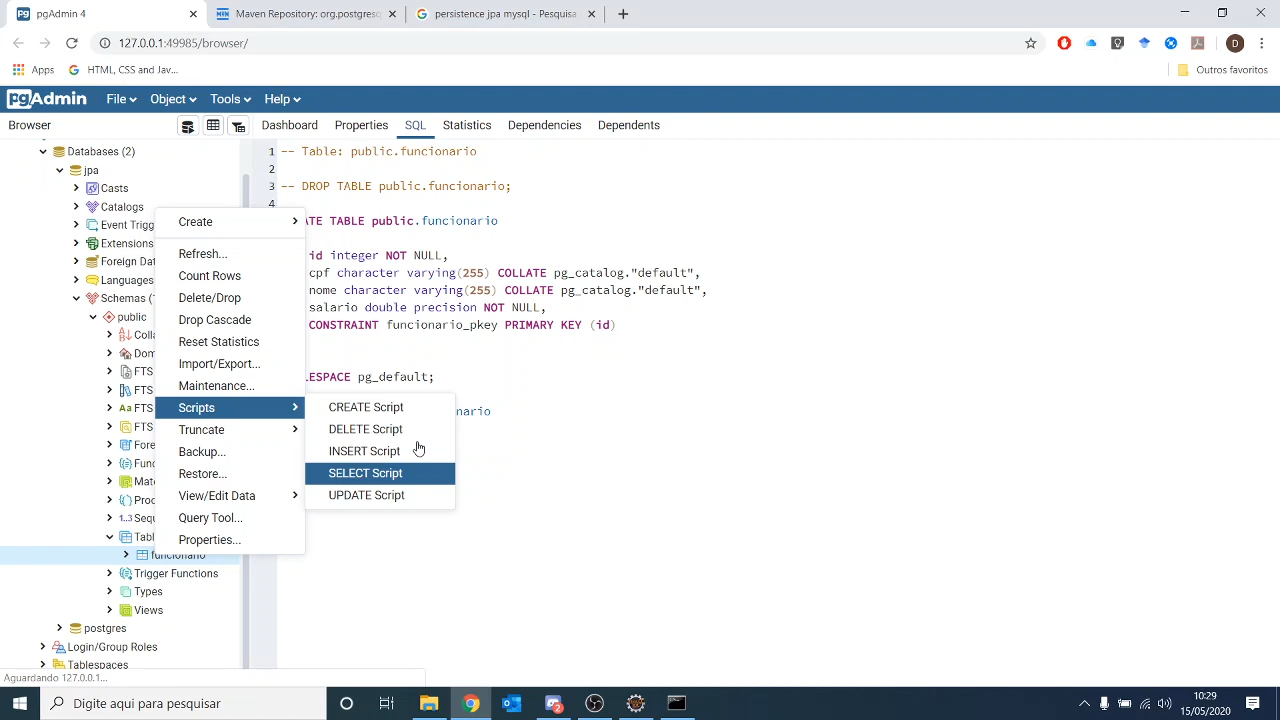 pgAdmin 4
Maven Repository: org.postgresq
persistence jpa mysql - Pesquisa
127.0.0.1:49985/browser/
D
Apps
HTML, CSS and Jav...
Outros favoritos
pgAdmin
File
Object
Tools
Help
Browser
Dashboard
Properties
SQL
Statistics
Dependencies
Dependents
Databases (2)
jpa
Casts
Catalogs
Event Trigg
Extensions
Foreign Dat
Languages
Schemas (1
public
Colla
Dom
FTS
FTS
Aa FTS
FTS
Fore
Func
Mate
Proc
1..3 Sequ
Tabl
funcionario
Trigger Functions
Types
Views
postgres
Login/Group Roles
Tablespaces
Create
Refresh...
Count Rows
Delete/Drop
Drop Cascade
Reset Statistics
Import/Export...
Maintenance...
Scripts
Truncate
Backup...
Restore...
View/Edit Data
Query Tool...
Properties...
CREATE Script
DELETE Script
INSERT Script
SELECT Script
UPDATE Script
1 -- Table: public.funcionario
2
3 -- DROP TABLE public.funcionario;
4
ATE TABLE public.funcionario
id integer NOT NULL,
cpf character varying(255) COLLATE pg_catalog."default",
nome character varying(255) COLLATE pg_catalog."default",
salario double precision NOT NULL,
CONSTRAINT funcionario_pkey PRIMARY KEY (id)
LESPACE pg_default;
nario
Aguardando 127.0.0.1...
Digite aqui para pesquisar
10:29
15/05/2020